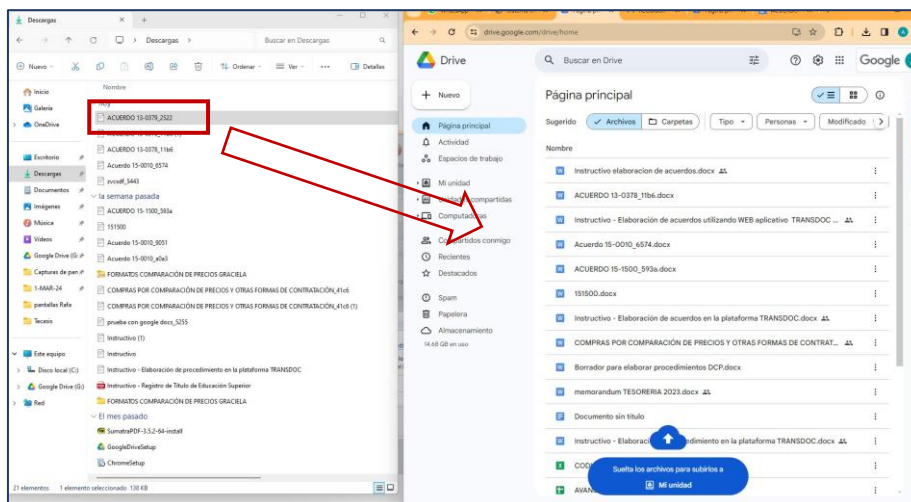 Descargas
Descargas
Buscar en Descargas
Nuevo
Ordenar
Ver
Detalles
Inicio
Galería
OneDrive
Escritorio
Descargas
Documentos
Imágenes
Música
Videos
Google Drive (G:
Capturas de pan
1-MAR-24
pantallas Rafa
Tecesis
Este equipo
Disco local (C:)
Google Drive (G:)
Red
Nombre
ACUERDO 13-0378_2522
ACUERDO 13-0378_11b6
Acuerdo 15-0010_6574
zvcxdf_5443
la semana pasada
ACUERDO 15-1500_593a
151500
Acuerdo 15-0010_9051
Acuerdo 15-0010_a0a3
FORMATOS COMPARACIÓN DE PRECIOS GRACIELA
COMPRAS POR COMPARACIÓN DE PRECIOS Y OTRAS FORMAS DE CONTRATACIÓN_41c6
COMPRAS POR COMPARACIÓN DE PRECIOS Y OTRAS FORMAS DE CONTRATACIÓN_41c6 (1)
prueba con google docs_5255
Instructivo (1)
Instructivo
Instructivo - Elaboración de procedimiento en la plataforma TRANSDOC
Instructivo - Registro de Título de Educación Superior
FORMATOS COMPARACIÓN DE PRECIOS GRACIELA
El mes pasado
SumatraPDF-3.5.2-64-install
GoogleDriveSetup
ChromeSetup
21 elementos
1 elemento seleccionado 130 KB
drive.google.com/drive/home
Drive
Buscar en Drive
Google
Nuevo
Página principal
Actividad
Espacios de trabajo
Mi unidad
Unidades compartidas
Computadoras
Compartidos conmigo
Recientes
Destacados
Spam
Papelera
Almacenamiento
14.68 GB en uso
Página principal
Sugerido
Archivos
Carpetas
Tipo
Personas
Modificado
Nombre
Instructivo elaboracion de acuerdos.docx
ACUERDO 13-0378_11b6.docx
Instructivo - Elaboración de acuerdos utilizando WEB aplicativo TRANSDOC ...
Acuerdo 15-0010_6574.docx
ACUERDO 15-1500_593a.docx
151500.docx
Instructivo - Elaboración de acuerdos en la plataforma TRANSDOC.docx
COMPRAS POR COMPARACIÓN DE PRECIOS Y OTRAS FORMAS DE CONTRAT...
Borrador para elaborar procedimientos DCP.docx
memorandum TESORERIA 2023.docx
Documento sin título
Instructivo - Elaboraci edimiento en la plataforma TRANSDOC.docx
Suelta los archivos para subirlos a
Mi unidad